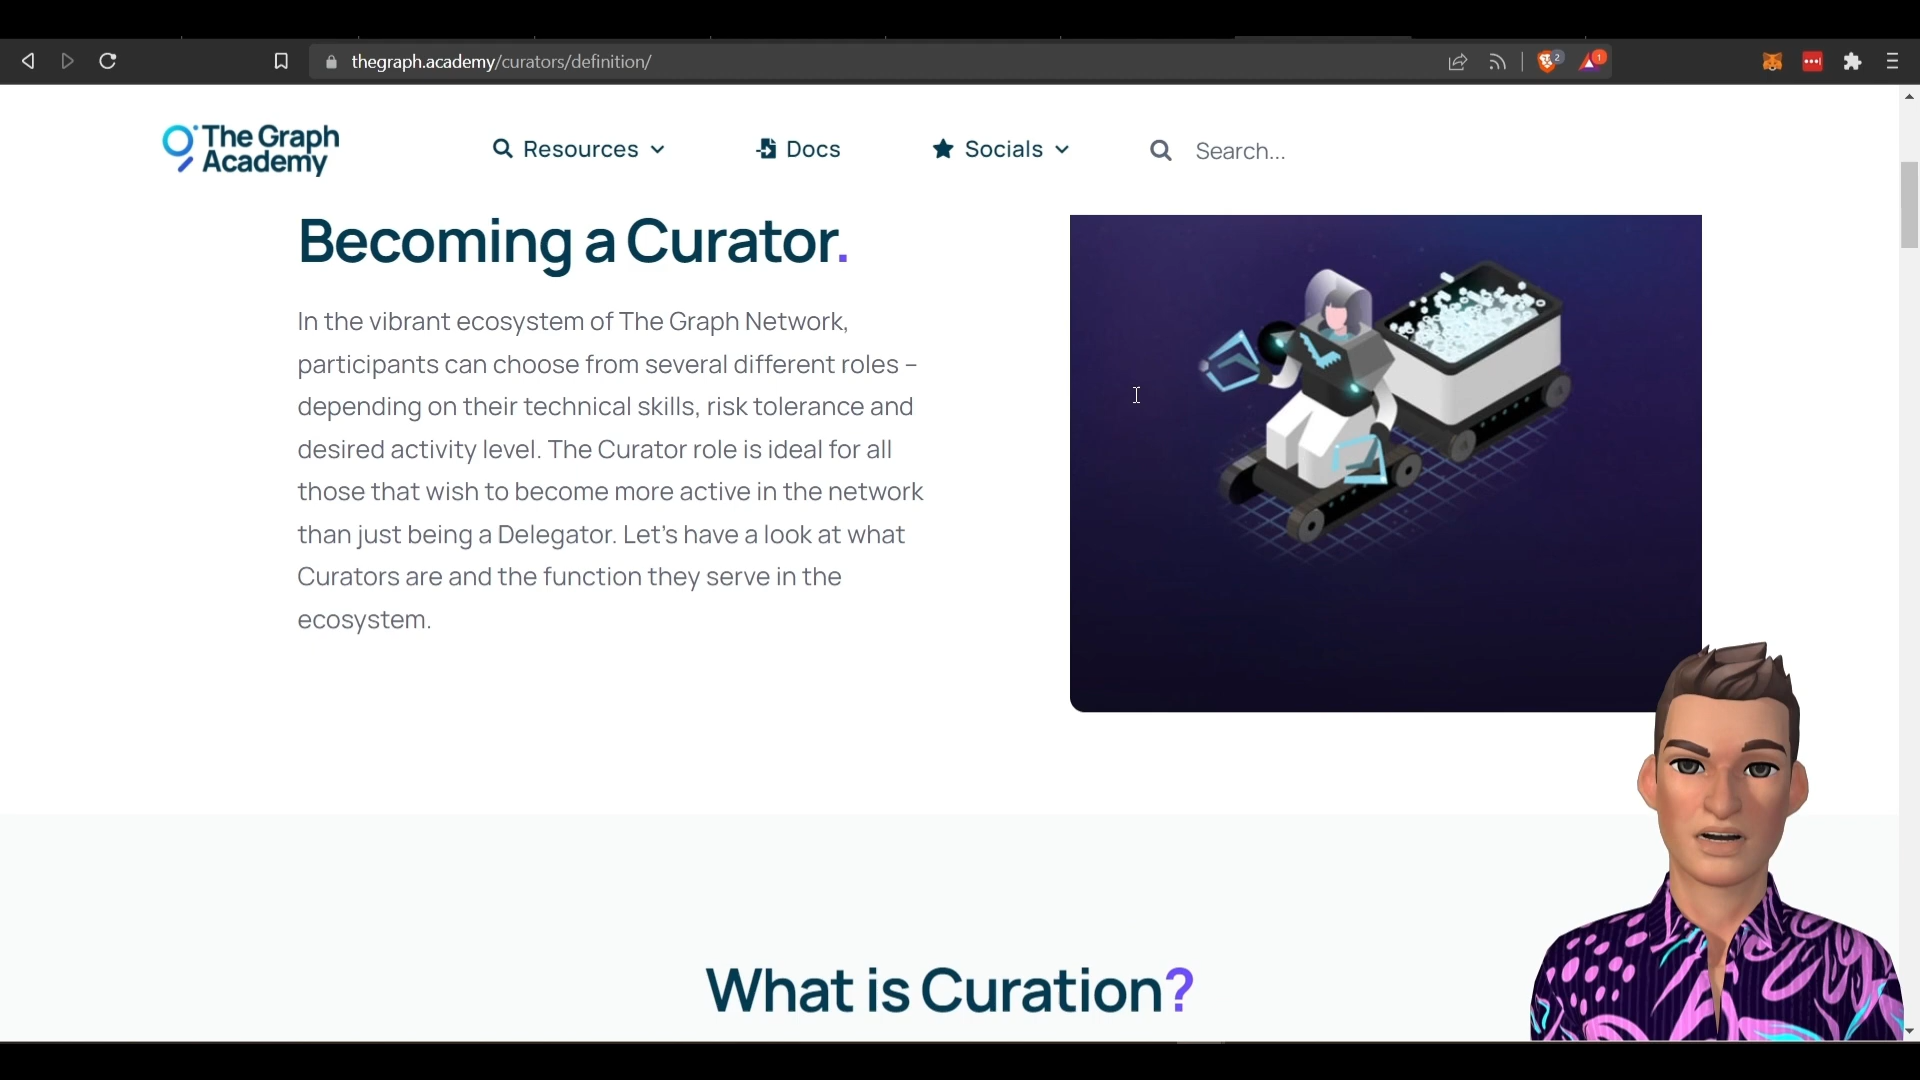 thegraph.academy/curators/definition/
2
1
The Graph
Academy
Resources
Docs
Socials
Search...
Becoming a Curator.
In the vibrant ecosystem of The Graph Network,
participants can choose from several different roles –
depending on their technical skills, risk tolerance and
desired activity level. The Curator role is ideal for all
those that wish to become more active in the network
than just being a Delegator. Let's have a look at what
Curators are and the function they serve in the
ecosystem.
What is Curation?